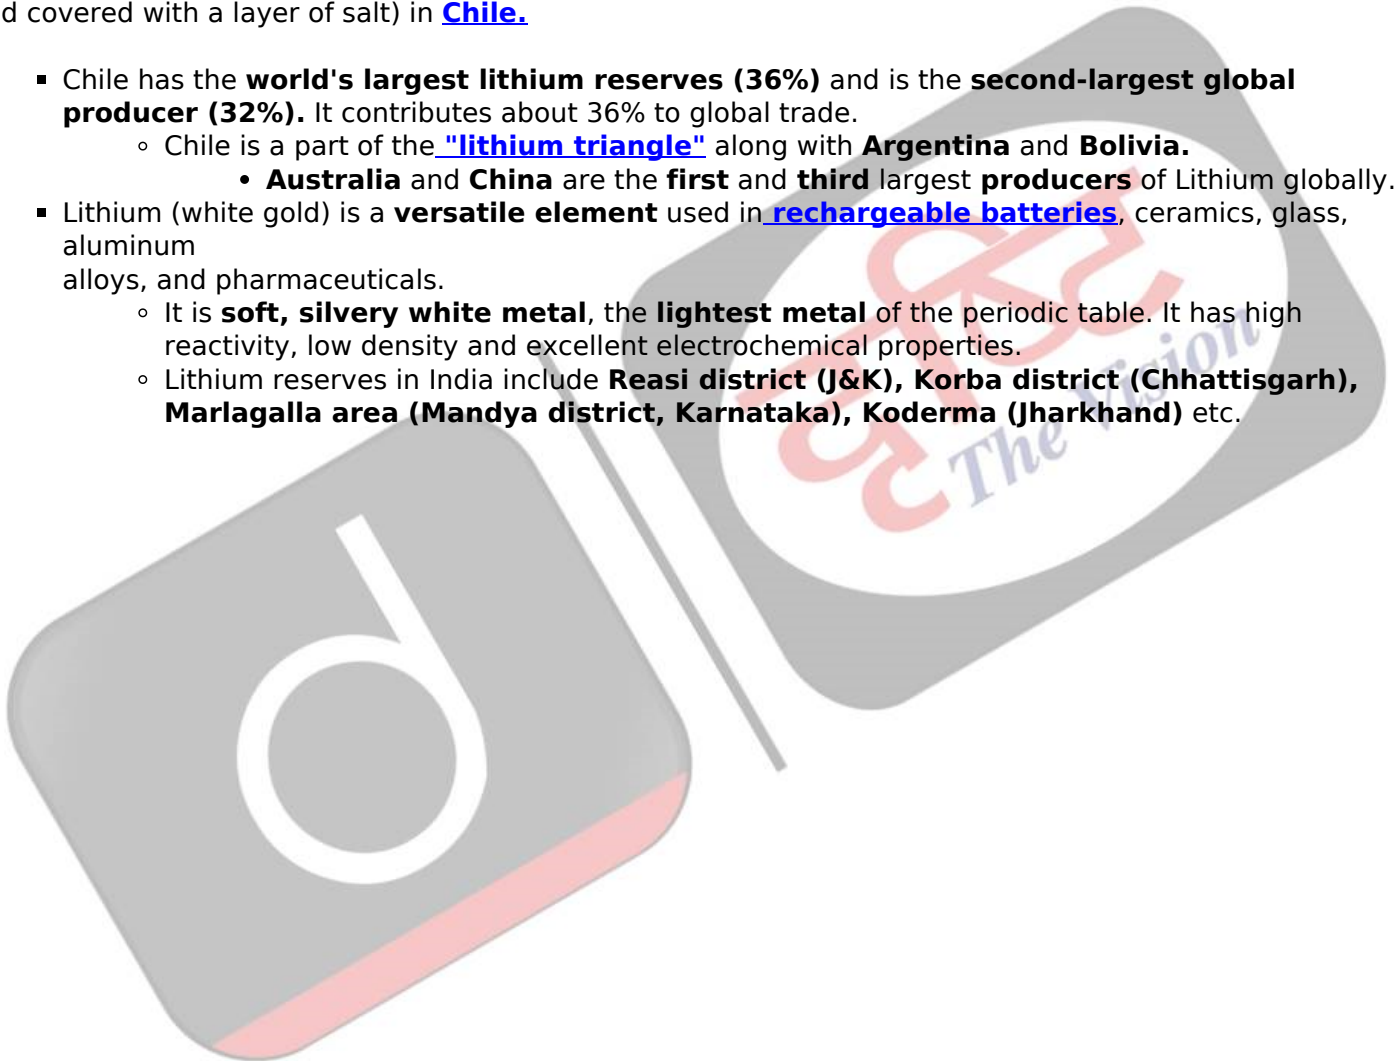 d covered with a layer of salt) in Chile.
▪ Chile has the world's largest lithium reserves (36%) and is the second-largest global
producer (32%). It contributes about 36% to global trade.
◦ Chile is a part of the "lithium triangle" along with Argentina and Bolivia.
• Australia and China are the first and third largest producers of Lithium globally.
▪ Lithium (white gold) is a versatile element used in rechargeable batteries, ceramics, glass,
aluminum
alloys, and pharmaceuticals.
◦ It is soft, silvery white metal, the lightest metal of the periodic table. It has high
reactivity, low density and excellent electrochemical properties.
◦ Lithium reserves in India include Reasi district (J&K), Korba district (Chhattisgarh),
Marlagalla area (Mandya district, Karnataka), Koderma (Jharkhand) etc.
दृष्टि
The Vision
d